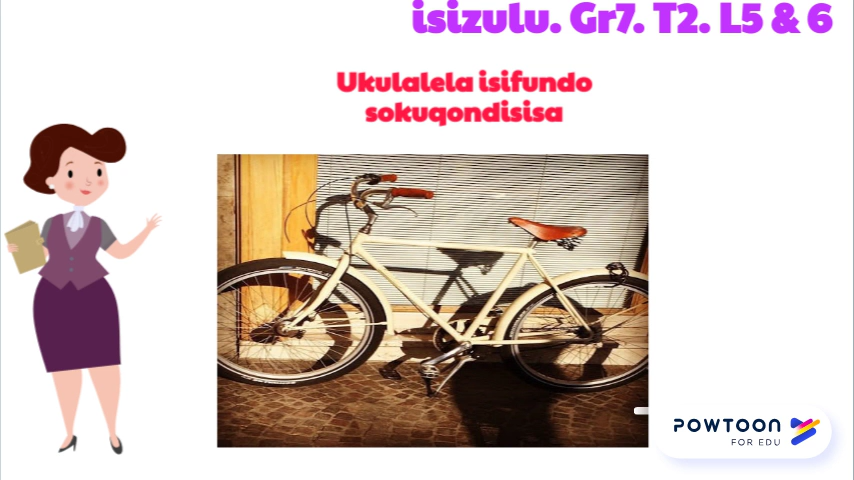 isizulu. Gr7. T2. L5 & 6
Ukulalela isifundo
sokuqondisisa
POWTOON
FOR EDU